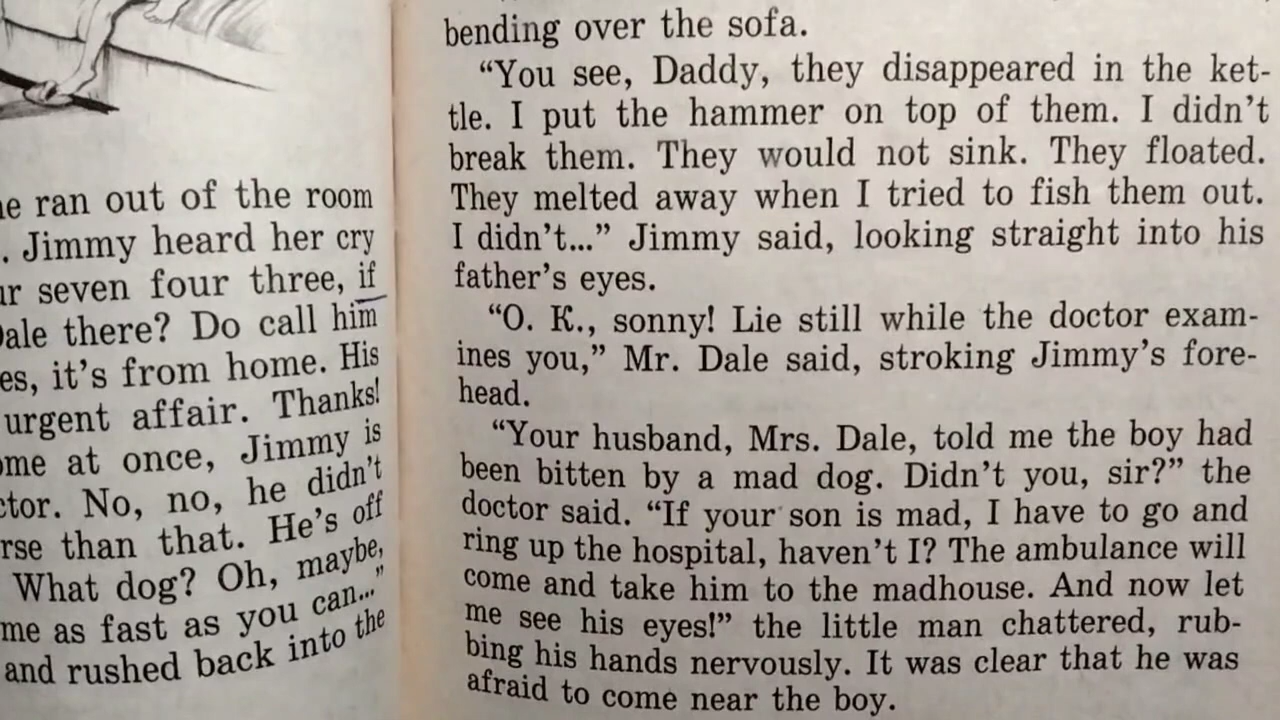 ran out of the room
. Jimmy heard her cry
seven four three, if
there? Do call him
it's from home. His
urgent affair. Thanks!
at once, Jimmy is
No, no, he didn't
than that. He's off
What dog? Oh, maybe,
as fast as you can..."
and rushed back into the
bending over the sofa.
"You see, Daddy, they disappeared in the ket-
tle. I put the hammer on top of them. I didn't
break them. They would not sink. They floated.
They melted away when I tried to fish them out.
I didn't..." Jimmy said, looking straight into his
father's eyes.
"O. K., sonny! Lie still while the doctor exam-
ines you," Mr. Dale said, stroking Jimmy's fore-
head.
"Your husband, Mrs. Dale, told me the boy had
been bitten by a mad dog. Didn't you, sir?" the
doctor said. "If your son is mad, I have to go and
ring up the hospital, haven't I? The ambulance will
come and take him to the madhouse. And now let
me see his eyes!" the little man chattered, rub-
bing his hands nervously. It was clear that he was
afraid to come near the boy.